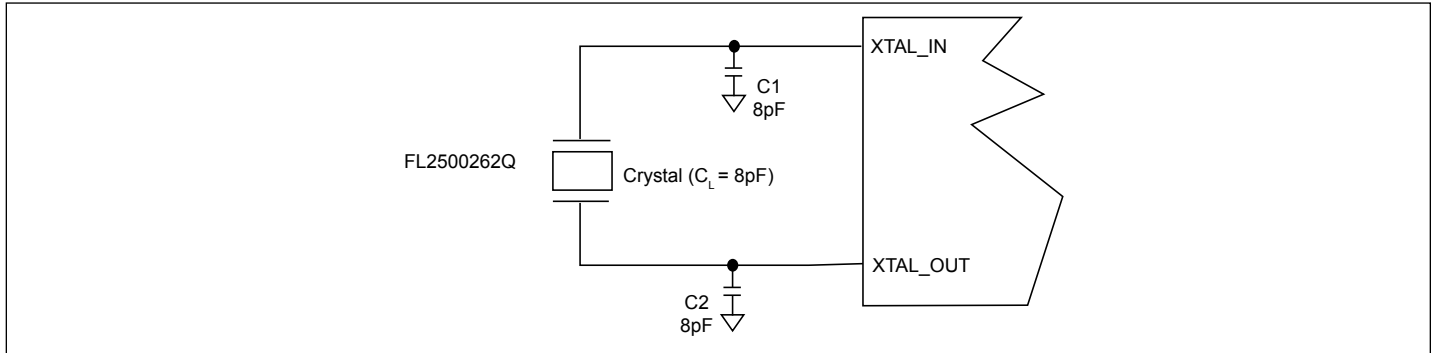 XTAL_IN
C1
8pF
FL2500262Q
Crystal (C_L = 8pF)
XTAL_OUT
C2
8pF